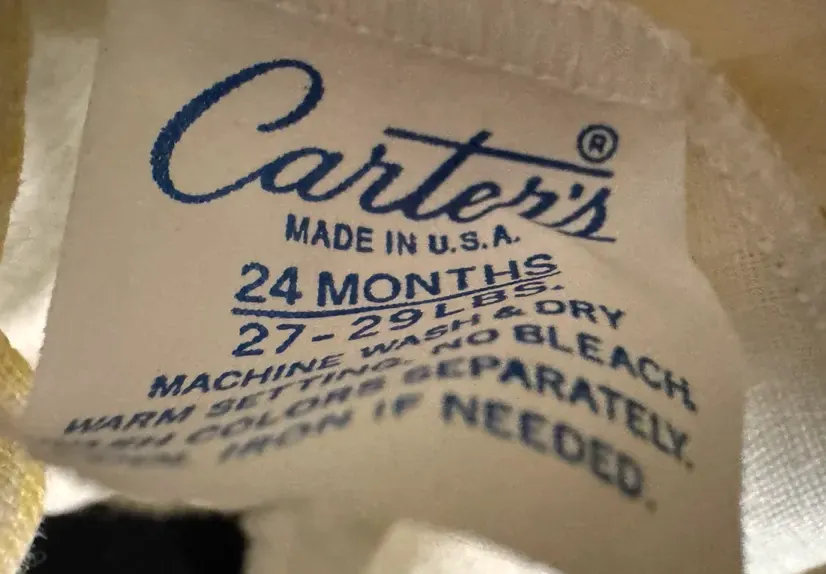 Carter's ®
MADE IN U.S.A.
24 MONTHS
27-29 LBS.
MACHINE WASH & DRY
WARM SETTING. NO BLEACH.
WASH COLORS SEPARATELY.
IRON IF NEEDED.